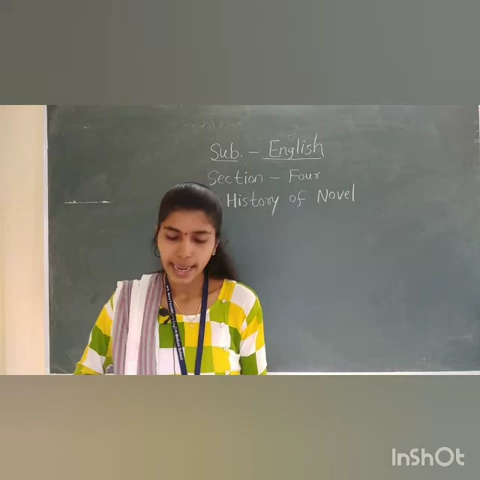 Sub. - English
Section - Four
History of Novel
InShOt